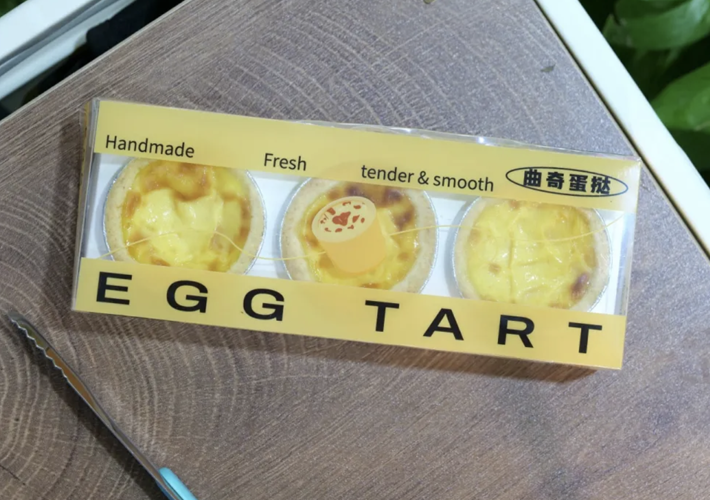 Handmade Fresh tender & smooth 曲奇蛋挞
EGG TART